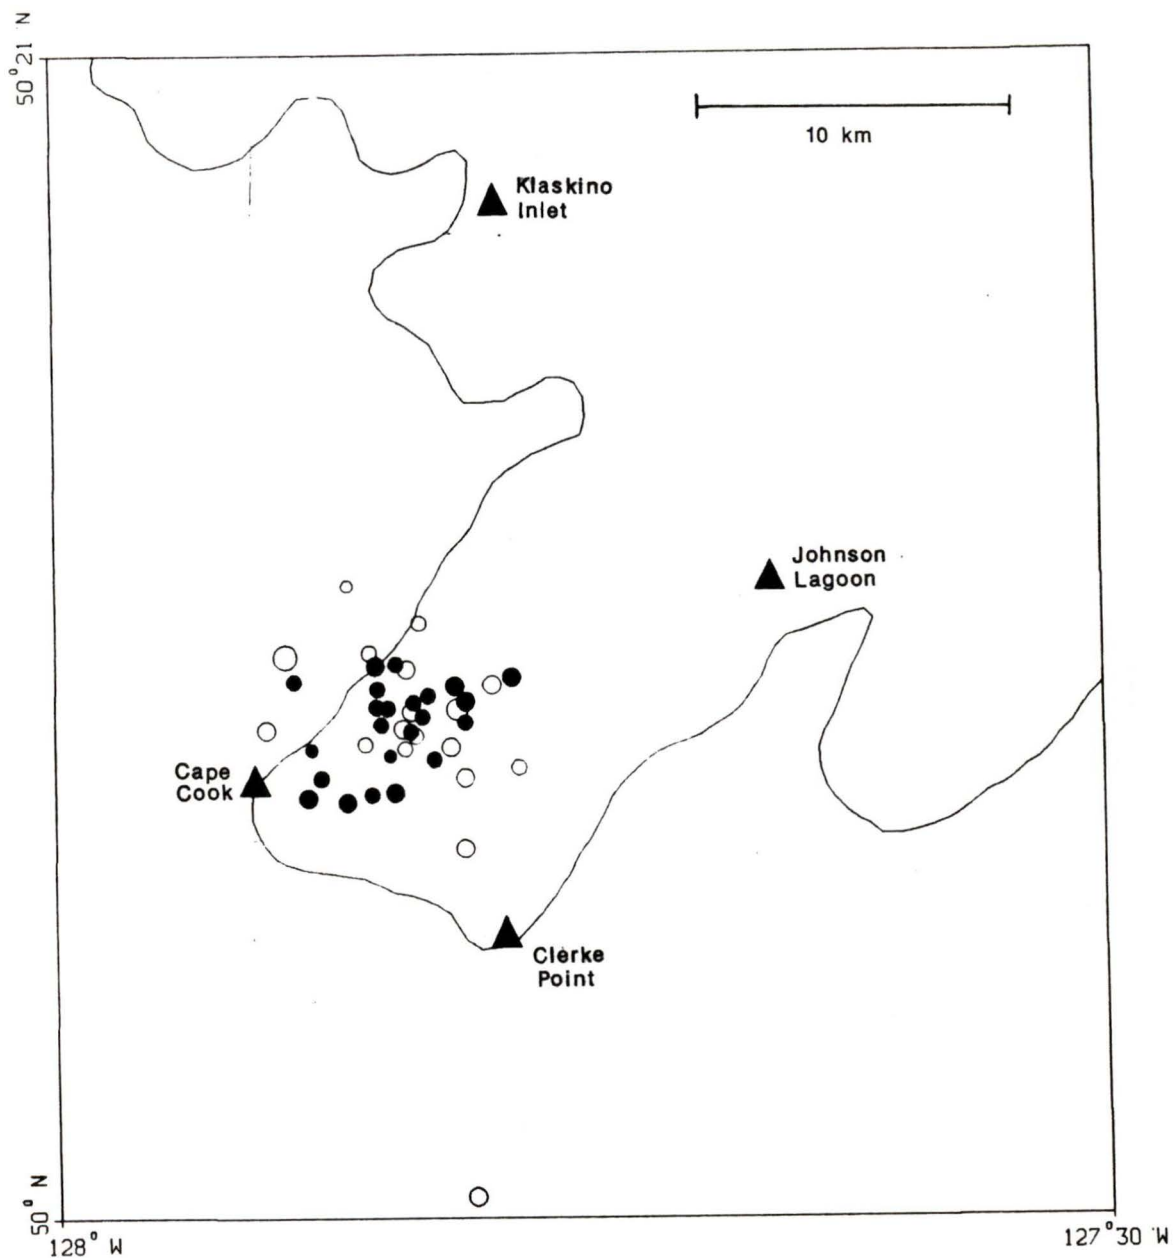 50°21 N
10 km
Klaskino
Inlet
Johnson
Lagoon
Cape
Cook
Clerke
Point
50° N
128° W
127°30 W